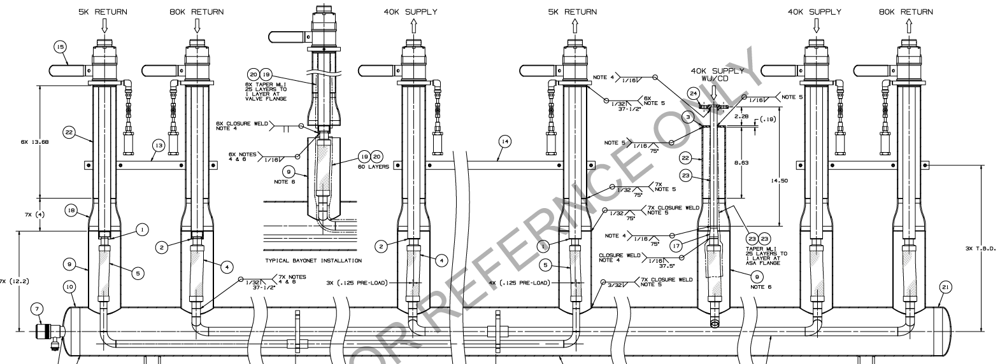 5K RETURN
80K RETURN
40K SUPPLY
5K RETURN
40K SUPPLY
80K RETURN
15
20 19
6X TAPER MLI
25 LAYERS TO
1 LAYER AT
VALVE FLANGE
NOTE 4
1/16
40K SUPPLY
WU/CD
24
1/16
NOTE 5
1/32
6X
NOTE 5
37-1/2°
3
2.28
(.19)
6X CLOSURE WELD
NOTE 4
22
6X 13.68
13
14
NOTE 5
1/16
75°
22
8.63
6X NOTES
4 & 6
1/16
19 20
60 LAYERS
9
NOTE 6
23
14.50
1/32
75°
7X
NOTE 5
7X (4)
18
1/32
75°
7X CLOSURE WELD
NOTE 5
1
2
2
1
NOTE 4
1/16
75°
17
23 23
TAPER MLI
25 LAYERS TO
1 LAYER AT
ASA FLANGE
3X T.B.D.
TYPICAL BAYONET INSTALLATION
CLOSURE WELD
NOTE 4
1/16
37.5°
9
5
4
4
5
9
NOTE 6
7X (12.2)
1/32
37-1/2°
7X NOTES
4 & 6
3X (.125 PRE-LOAD)
4X (.125 PRE-LOAD)
3/32
7X CLOSURE WELD
NOTE 5
10
21
7
OR REFERNCE ONLY